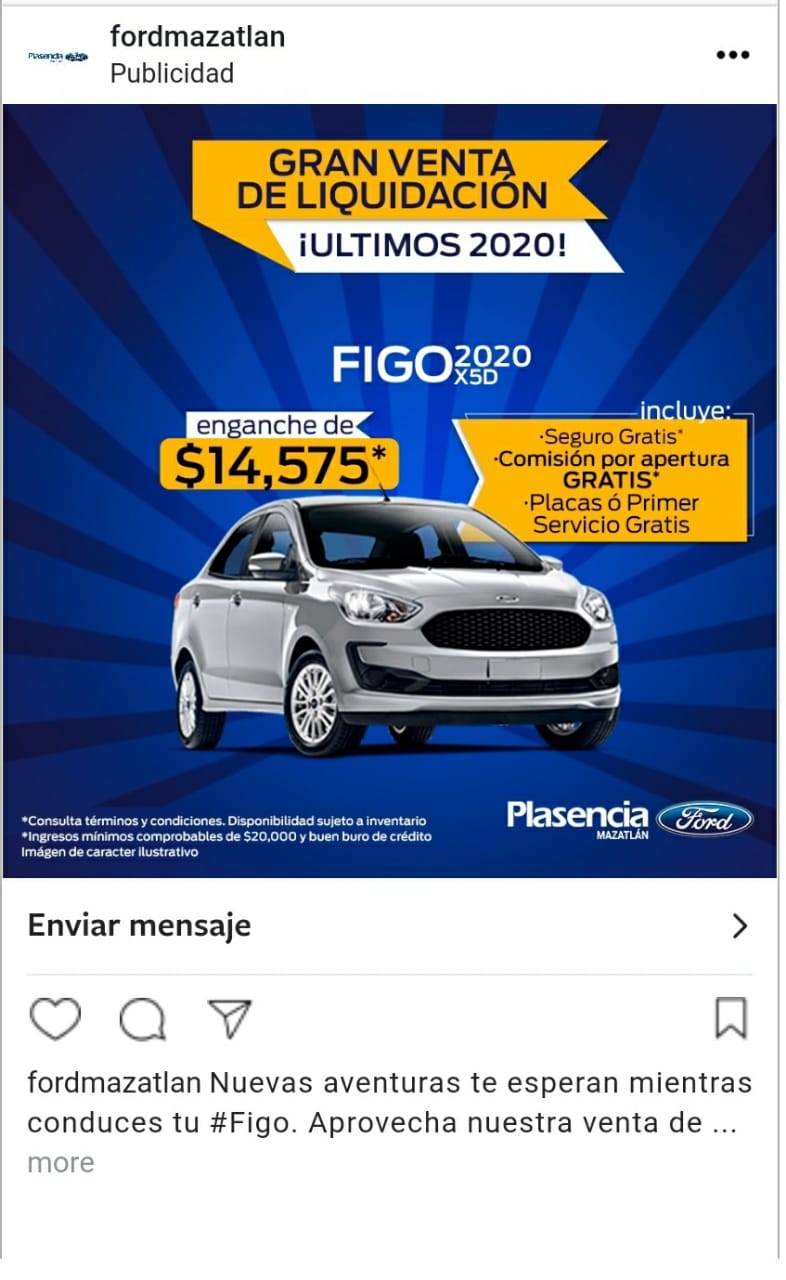 fordmazatlan
Plasencia
Publicidad
GRAN VENTA
DE LIQUIDACIÓN
¡ULTIMOS 2020!
FIGO 2020
X5D
enganche de
$14,575*
incluye:
·Seguro Gratis*
·Comisión por apertura
GRATIS*
·Placas ó Primer
Servicio Gratis
*Consulta términos y condiciones. Disponibilidad sujeto a inventario
*Ingresos mínimos comprobables de $20,000 y buen buro de crédito
Imágen de caracter ilustrativo
Plasencia
MAZATLÁN
Ford
Enviar mensaje
fordmazatlan Nuevas aventuras te esperan mientras
conduces tu #Figo. Aprovecha nuestra venta de ...
more